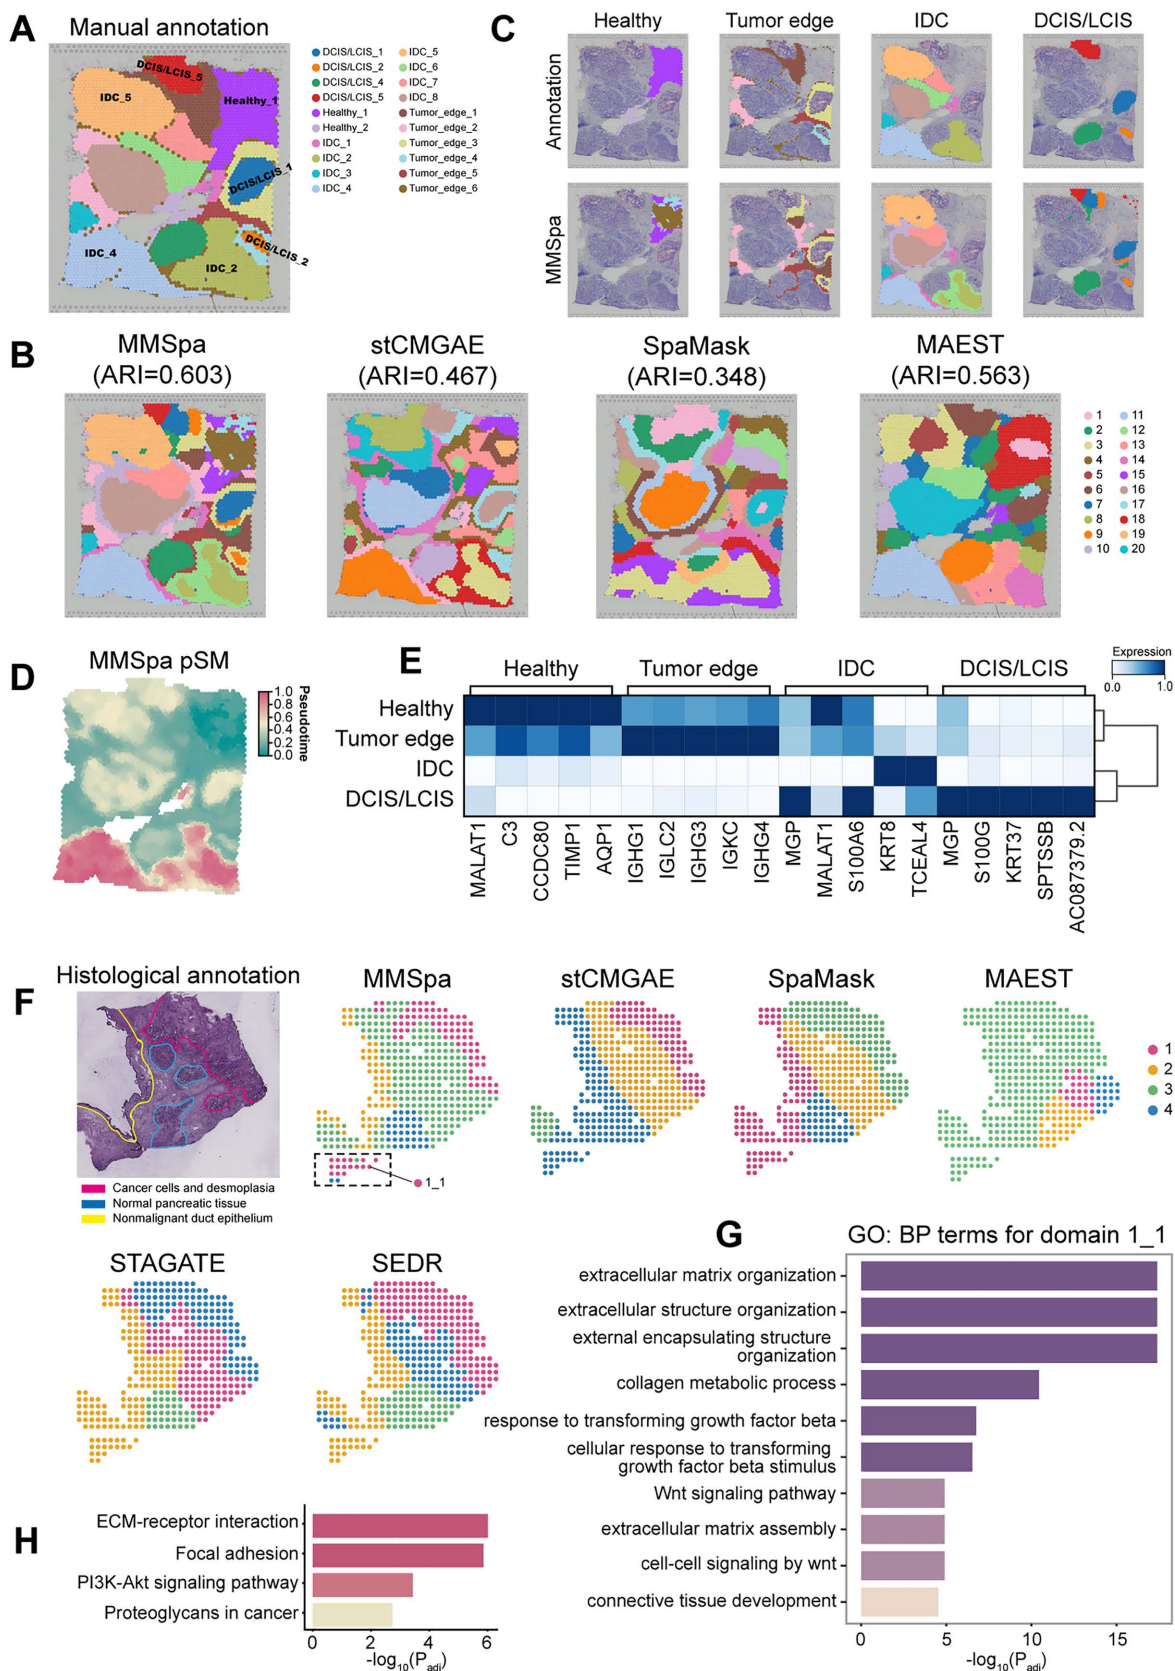 A
Manual annotation
DCIS/LCIS_5
IDC_5
Healthy_1
DCIS/LCIS_1
DCIS/LCIS_2
IDC_4
IDC_2
DCIS/LCIS_1
DCIS/LCIS_2
DCIS/LCIS_4
DCIS/LCIS_5
Healthy_1
Healthy_2
IDC_1
IDC_2
IDC_3
IDC_4
IDC_5
IDC_6
IDC_7
IDC_8
Tumor_edge_1
Tumor_edge_2
Tumor_edge_3
Tumor_edge_4
Tumor_edge_5
Tumor_edge_6
C
Healthy
Tumor edge
IDC
DCIS/LCIS
Annotation
MMSpa
B
MMSpa
(ARI=0.603)
stCMGAE
(ARI=0.467)
SpaMask
(ARI=0.348)
MAEST
(ARI=0.563)
1
2
3
4
5
6
7
8
9
10
11
12
13
14
15
16
17
18
19
20
D
MMSpa pSM
1.0
0.8
0.6
0.4
0.2
0.0
Pseudotime
E
Healthy
Tumor edge
IDC
DCIS/LCIS
Expression
0.0
1.0
Healthy
Tumor edge
IDC
DCIS/LCIS
MALAT1
C3
CCDC80
TIMP1
AQP1
IGHG1
IGLC2
IGHG3
IGKC
IGHG4
MGP
MALAT1
S100A6
KRT8
TCEAL4
MGP
S100G
KRT37
SPTSSB
AC087379.2
F
Histological annotation
Cancer cells and desmoplasia
Normal pancreatic tissue
Nonmalignant duct epithelium
MMSpa
1_1
stCMGAE
SpaMask
MAEST
1
2
3
4
STAGATE
SEDR
G
GO: BP terms for domain 1_1
extracellular matrix organization
extracellular structure organization
external encapsulating structure
organization
collagen metabolic process
response to transforming growth factor beta
cellular response to transforming
growth factor beta stimulus
Wnt signaling pathway
extracellular matrix assembly
cell-cell signaling by wnt
connective tissue development
0
5
10
15
-log10(Padj)
H
ECM-receptor interaction
Focal adhesion
PI3K-Akt signaling pathway
Proteoglycans in cancer
0
2
4
6
-log10(Padj)